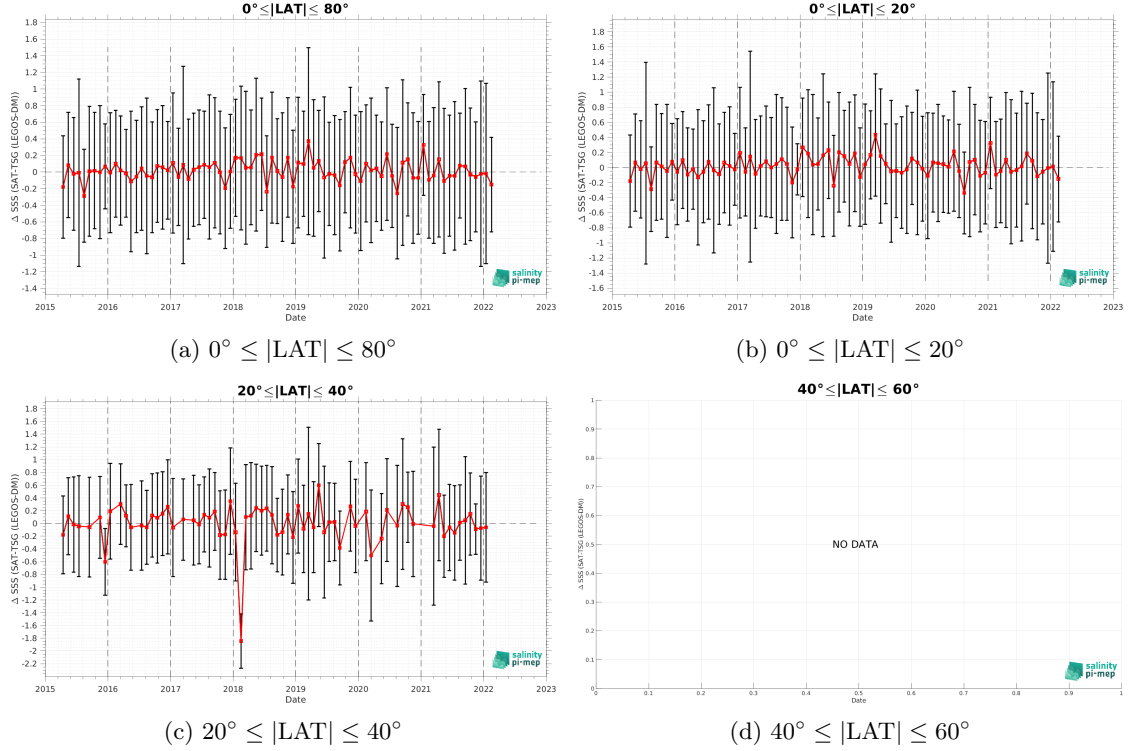 0°≤|LAT|≤ 80°
Δ SSS (SAT-TSG (LEGOS-DM))
1.8
1.6
1.4
1.2
1
0.8
0.6
0.4
0.2
0
-0.2
-0.4
-0.6
-0.8
-1
-1.2
-1.4
2015 2016 2017 2018 2019 2020 2021 2022 2023
Date
salinity
pi-mep
(a) 0° ≤ |LAT| ≤ 80°
0°≤|LAT|≤ 20°
Δ SSS (SAT-TSG (LEGOS-DM))
1.8
1.6
1.4
1.2
1
0.8
0.6
0.4
0.2
0
-0.2
-0.4
-0.6
-0.8
-1
-1.2
-1.4
-1.6
2015 2016 2017 2018 2019 2020 2021 2022 2023
Date
salinity
pi-mep
(b) 0° ≤ |LAT| ≤ 20°
20°≤|LAT|≤ 40°
Δ SSS (SAT-TSG (LEGOS-DM))
1.8
1.6
1.4
1.2
1
0.8
0.6
0.4
0.2
0
-0.2
-0.4
-0.6
-0.8
-1
-1.2
-1.4
-1.6
-1.8
-2
-2.2
2015 2016 2017 2018 2019 2020 2021 2022 2023
Date
salinity
pi-mep
(c) 20° ≤ |LAT| ≤ 40°
40°≤|LAT|≤ 60°
Δ SSS (SAT-TSG (LEGOS-DM))
1
0.9
0.8
0.7
0.6
0.5
0.4
0.3
0.2
0.1
0
NO DATA
0 0.1 0.2 0.3 0.4 0.5 0.6 0.7 0.8 0.9 1
Date
salinity
pi-mep
(d) 40° ≤ |LAT| ≤ 60°